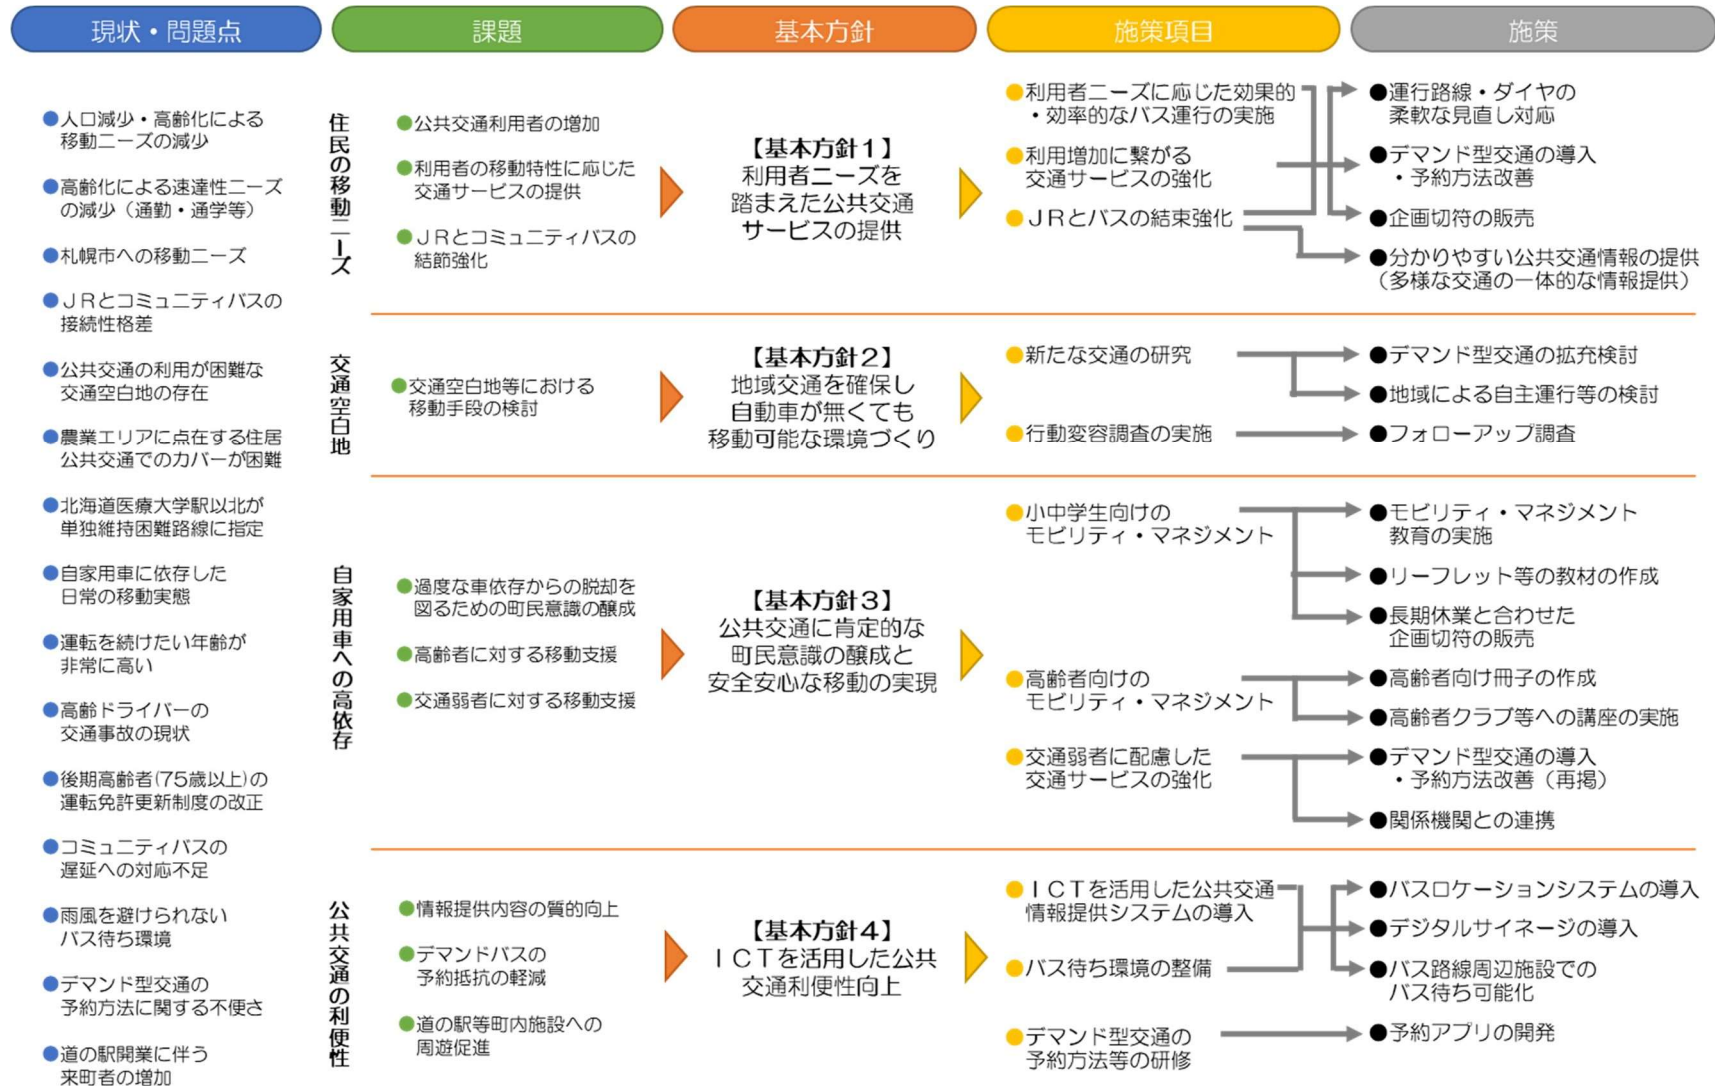 現状・問題点
課題
基本方針
施策項目
施策
●人口減少・高齢化による
移動ニーズの減少
●高齢化による速達性ニーズ
の減少（通勤・通学等）
●札幌市への移動ニーズ
●ＪＲとコミュニティバスの
接続性格差
●公共交通の利用が困難な
交通空白地の存在
●農業エリアに点在する住居
公共交通でのカバーが困難
●北海道医療大学駅以北が
単独維持困難路線に指定
●自家用車に依存した
日常の移動実態
●運転を続けたい年齢が
非常に高い
●高齢ドライバーの
交通事故の現状
●後期高齢者(75歳以上)の
運転免許更新制度の改正
●コミュニティバスの
遅延への対応不足
●雨風を避けられない
バス待ち環境
●デマンド型交通の
予約方法に関する不便さ
●道の駅開業に伴う
来町者の増加
住民の移動ニーズ
●公共交通利用者の増加
●利用者の移動特性に応じた
交通サービスの提供
●ＪＲとコミュニティバスの
結節強化
【基本方針１】
利用者ニーズを
踏まえた公共交通
サービスの提供
●利用者ニーズに応じた効果的
・効率的なバス運行の実施
●利用増加に繋がる
交通サービスの強化
●ＪＲとバスの結束強化
●運行路線・ダイヤの
柔軟な見直し対応
●デマンド型交通の導入
・予約方法改善
●企画切符の販売
●分かりやすい公共交通情報の提供
（多様な交通の一体的な情報提供）
交通空白地
●交通空白地等における
移動手段の検討
【基本方針２】
地域交通を確保し
自動車が無くても
移動可能な環境づくり
●新たな交通の研究
●行動変容調査の実施
●デマンド型交通の拡充検討
●地域による自主運行等の検討
●フォローアップ調査
自家用車への高依存
●過度な車依存からの脱却を
図るための町民意識の醸成
●高齢者に対する移動支援
●交通弱者に対する移動支援
【基本方針３】
公共交通に肯定的な
町民意識の醸成と
安全安心な移動の実現
●小中学生向けの
モビリティ・マネジメント
●高齢者向けの
モビリティ・マネジメント
●交通弱者に配慮した
交通サービスの強化
●モビリティ・マネジメント
教育の実施
●リーフレット等の教材の作成
●長期休業と合わせた
企画切符の販売
●高齢者向け冊子の作成
●高齢者クラブ等への講座の実施
●デマンド型交通の導入
・予約方法改善（再掲）
●関係機関との連携
公共交通の利便性
●情報提供内容の質的向上
●デマンドバスの
予約抵抗の軽減
●道の駅等町内施設への
周遊促進
【基本方針４】
ＩＣＴを活用した公共
交通利便性向上
●ＩＣＴを活用した公共交通
情報提供システムの導入
●バス待ち環境の整備
●デマンド型交通の
予約方法等の研修
●バスロケーションシステムの導入
●デジタルサイネージの導入
●バス路線周辺施設での
バス待ち可能化
●予約アプリの開発